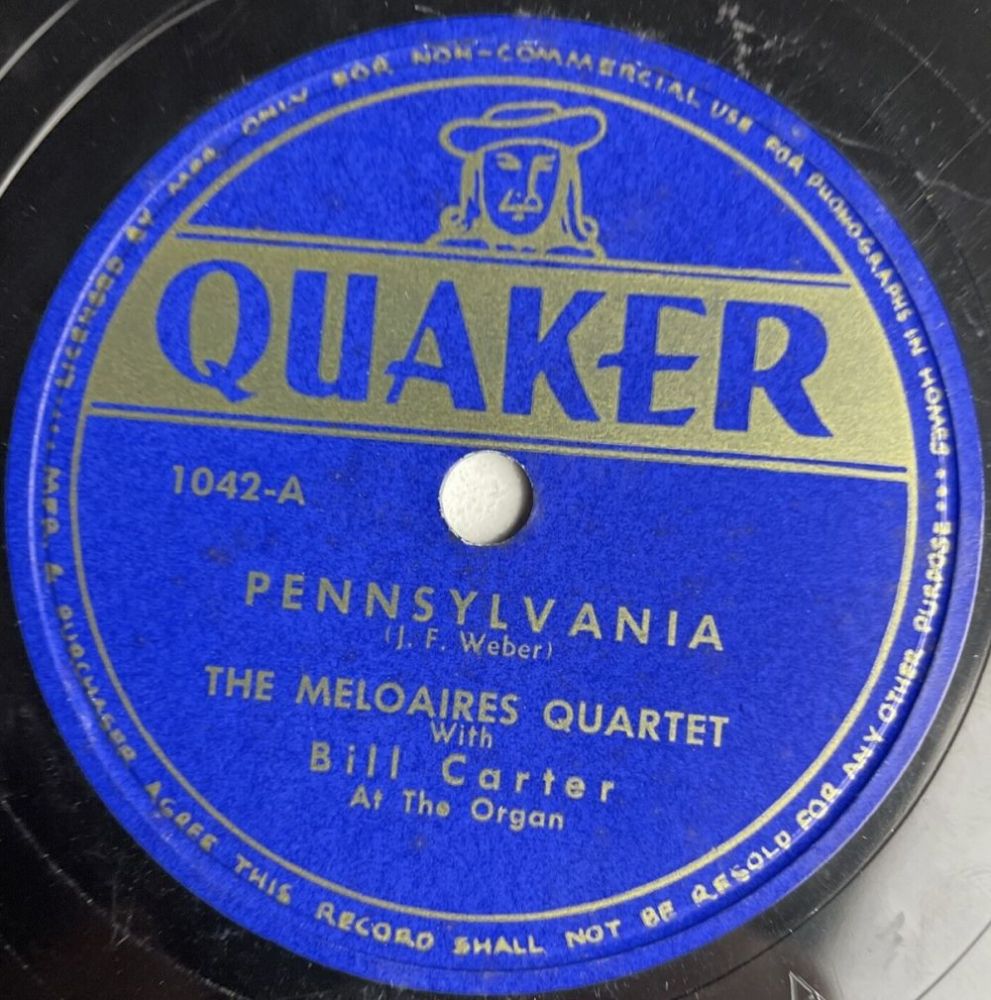 LICENSED BY MFR. ONLY FOR NON-COMMERCIAL USE FOR PHONOGRAPHS IN HOMES... MFR. & PURCHASER AGREE THIS RECORD SHALL NOT BE RESOLD FOR ANY OTHER PURPOSE...
QUAKER
1042-A
PENNSYLVANIA
(J. F. Weber)
THE MELOAIRES QUARTET
With
Bill Carter
At The Organ